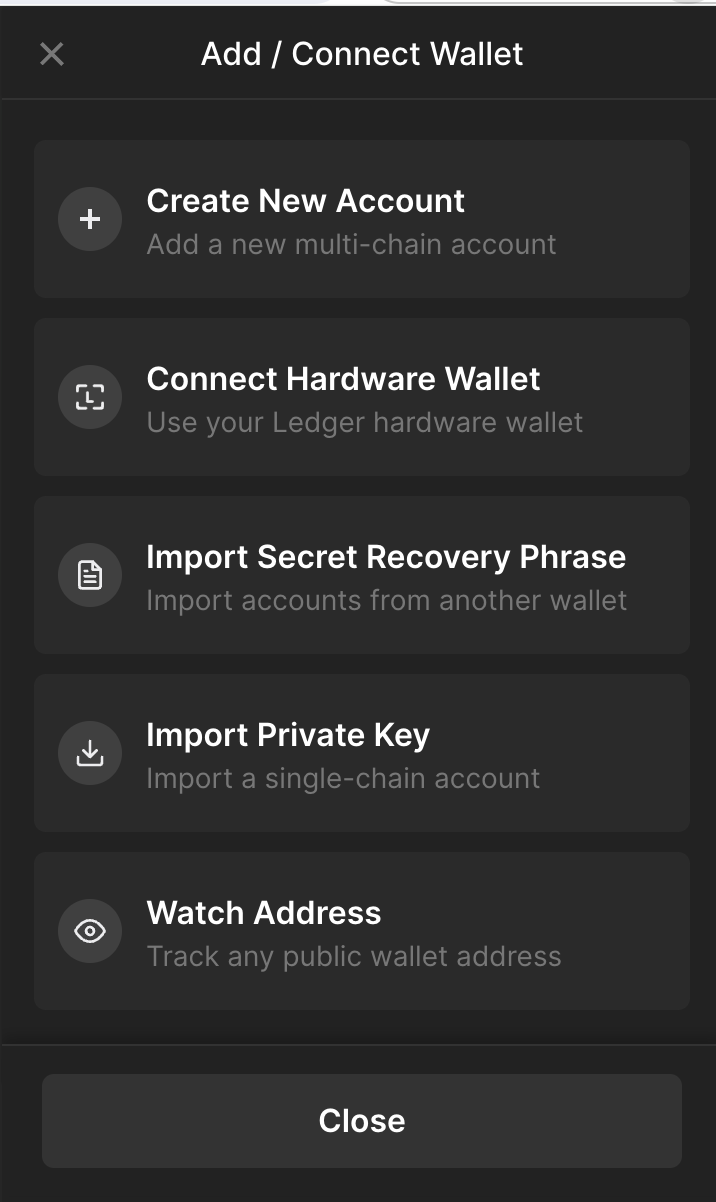 Add / Connect Wallet
Create New Account
Add a new multi-chain account
Connect Hardware Wallet
Use your Ledger hardware wallet
Import Secret Recovery Phrase
Import accounts from another wallet
Import Private Key
Import a single-chain account
Watch Address
Track any public wallet address
Close